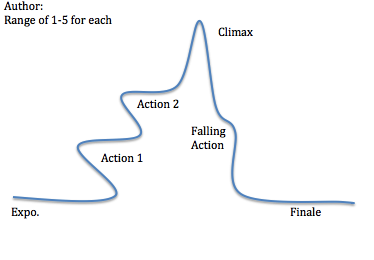 Author:
Range of 1-5 for each
Climax
Action 2
Falling
Action
Action 1
Expo.
Finale